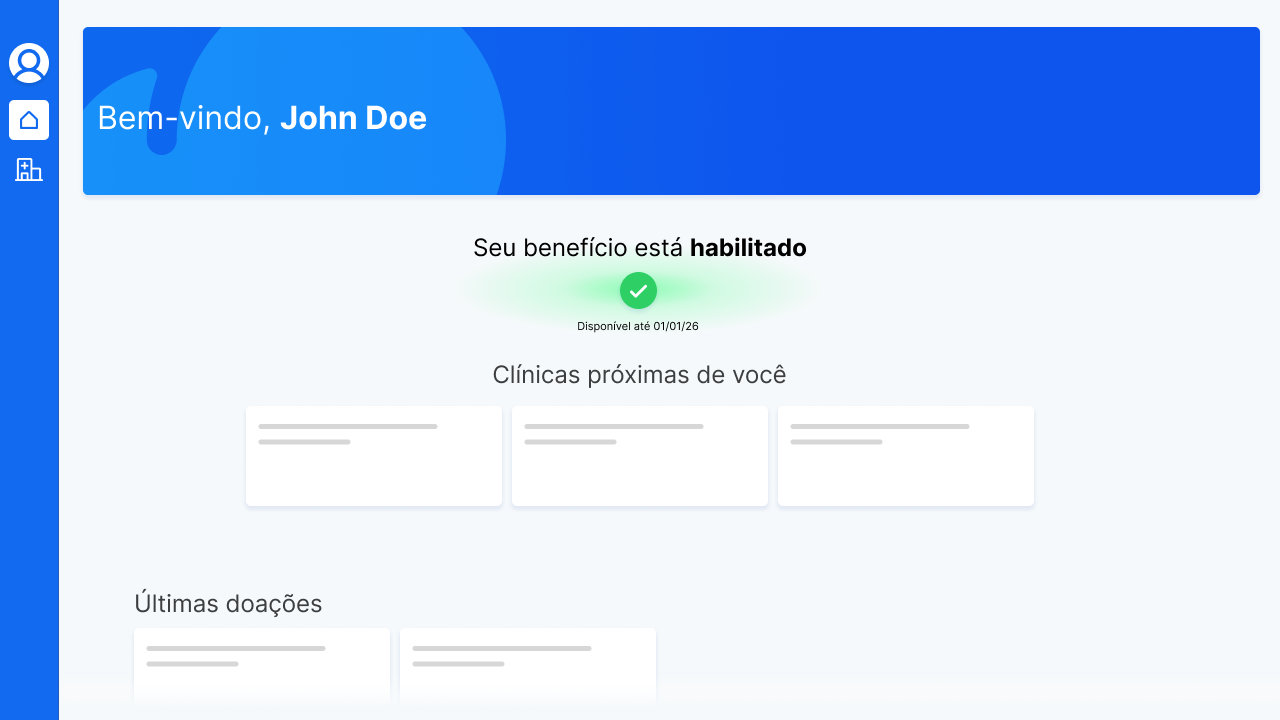 Bem-vindo, John Doe
Seu benefício está habilitado
Disponível até 01/01/26
Clínicas próximas de você
Últimas doações